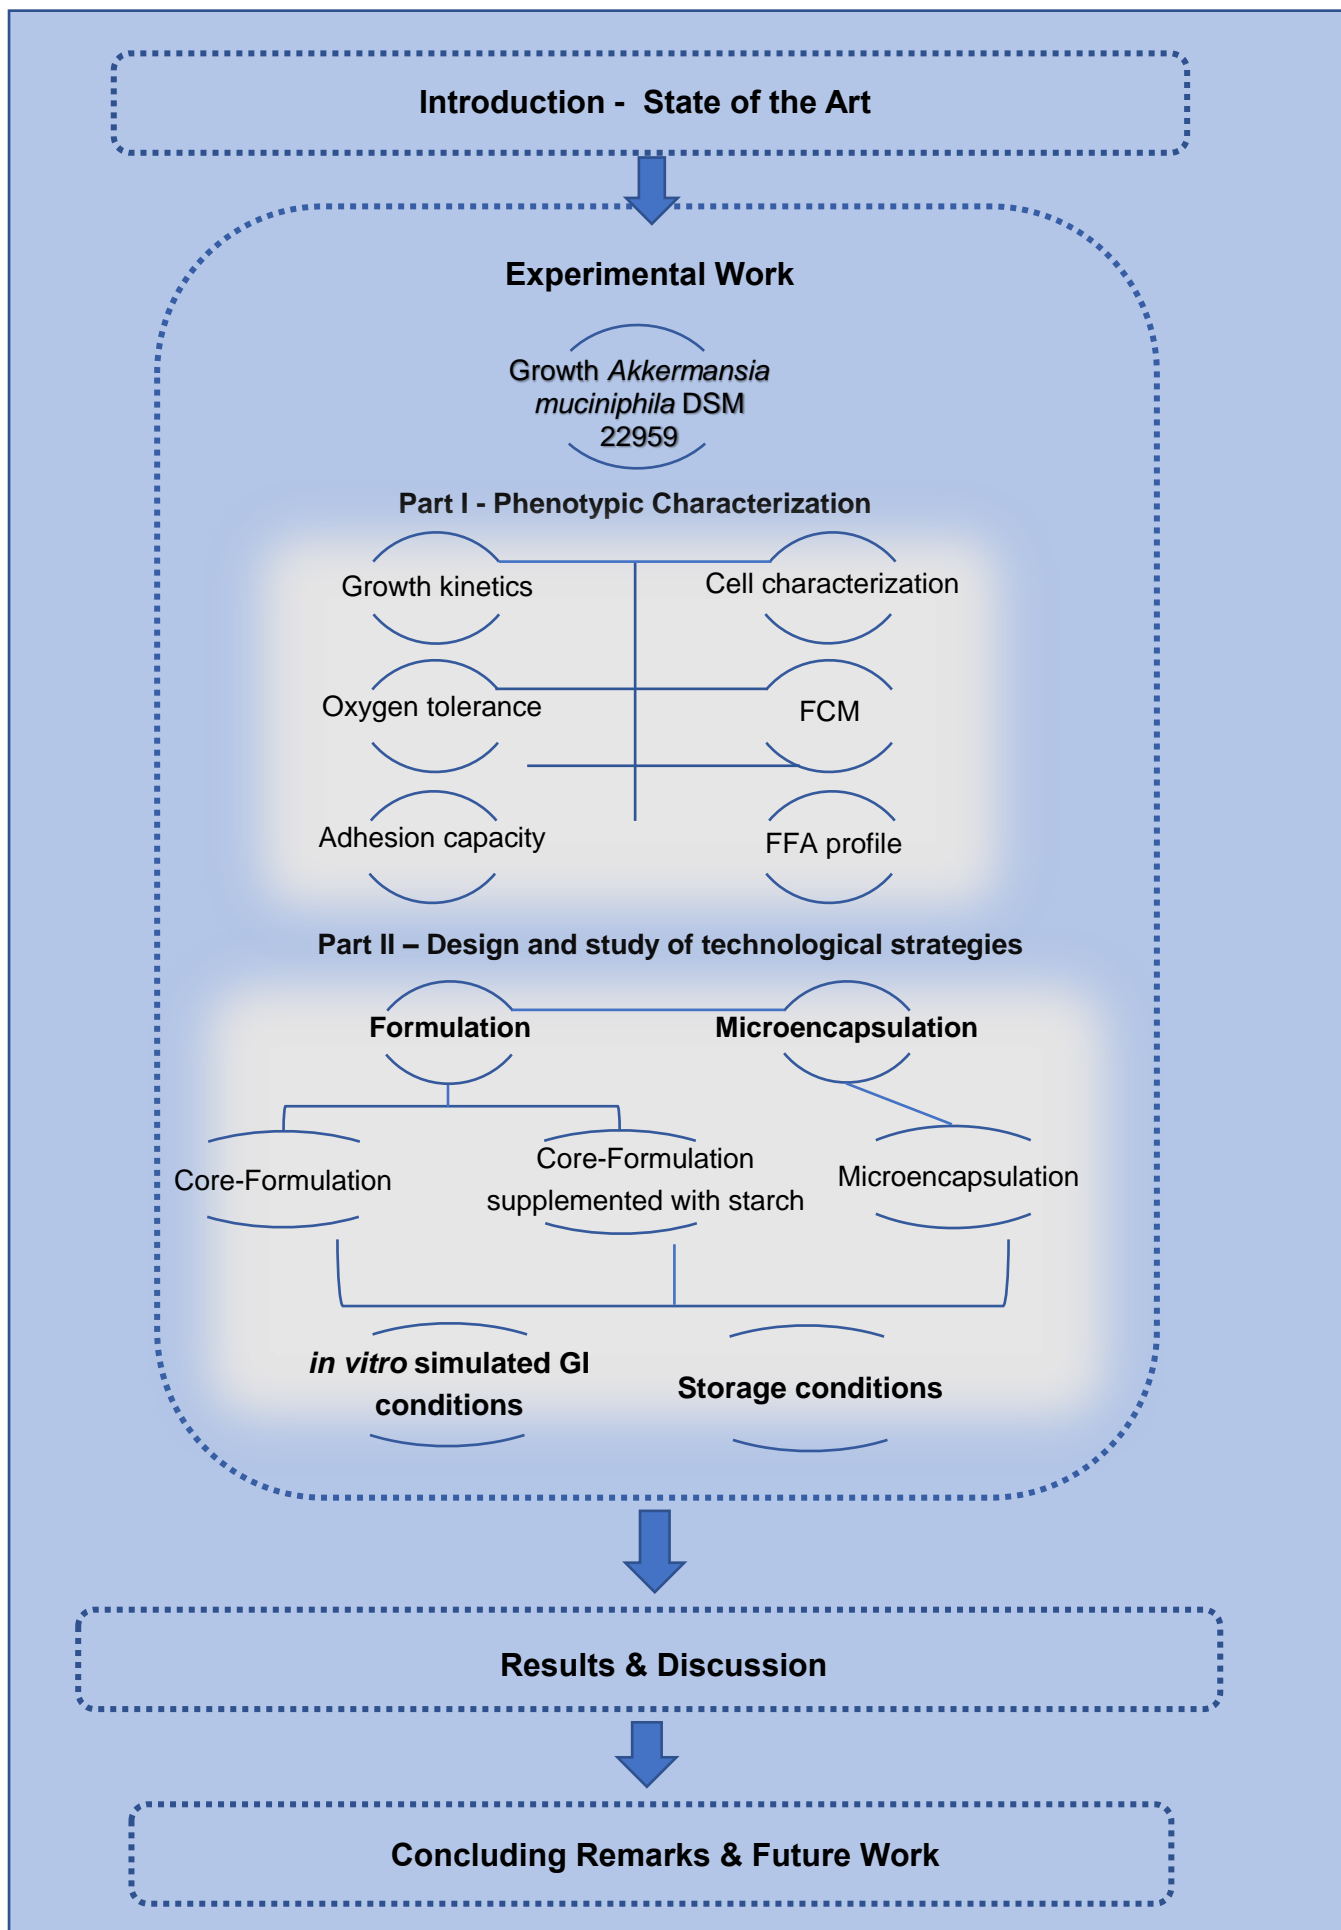 Introduction - State of the Art
Experimental Work
Growth Akkermansia
muciniphila DSM
22959
Part I - Phenotypic Characterization
Growth kinetics
Cell characterization
Oxygen tolerance
FCM
Adhesion capacity
FFA profile
Part II – Design and study of technological strategies
Formulation
Microencapsulation
Core-Formulation
Core-Formulation
supplemented with starch
Microencapsulation
in vitro simulated GI
conditions
Storage conditions
Results & Discussion
Concluding Remarks & Future Work